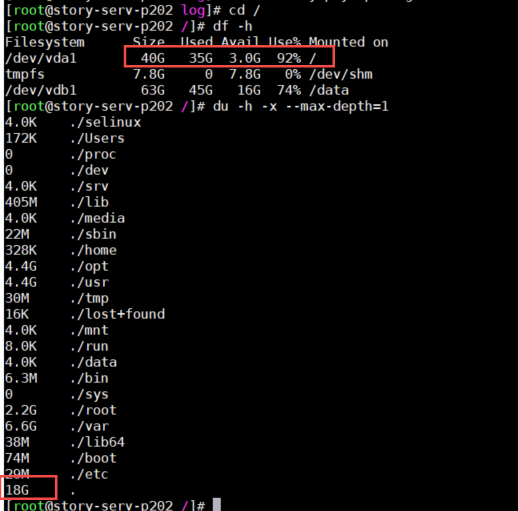 [root@story-serv-p202 log]# cd /
[root@story-serv-p202 /]# df -h
Filesystem      Size  Used Avail Use% Mounted on
/dev/vda1        40G   35G  3.0G  92% /
tmpfs           7.8G     0  7.8G   0% /dev/shm
/dev/vdb1        63G   45G   16G  74% /data
[root@story-serv-p202 /]# du -h -x --max-depth=1
4.0K    ./selinux
172K    ./Users
0       ./proc
0       ./dev
4.0K    ./srv
405M    ./lib
4.0K    ./media
22M     ./sbin
328K    ./home
4.4G    ./opt
4.4G    ./usr
30M     ./tmp
16K     ./lost+found
4.0K    ./mnt
8.0K    ./run
4.0K    ./data
6.3M    ./bin
0       ./sys
2.2G    ./root
6.6G    ./var
38M     ./lib64
74M     ./boot
29M     ./etc
18G     .
[root@story-serv-p202 /]#